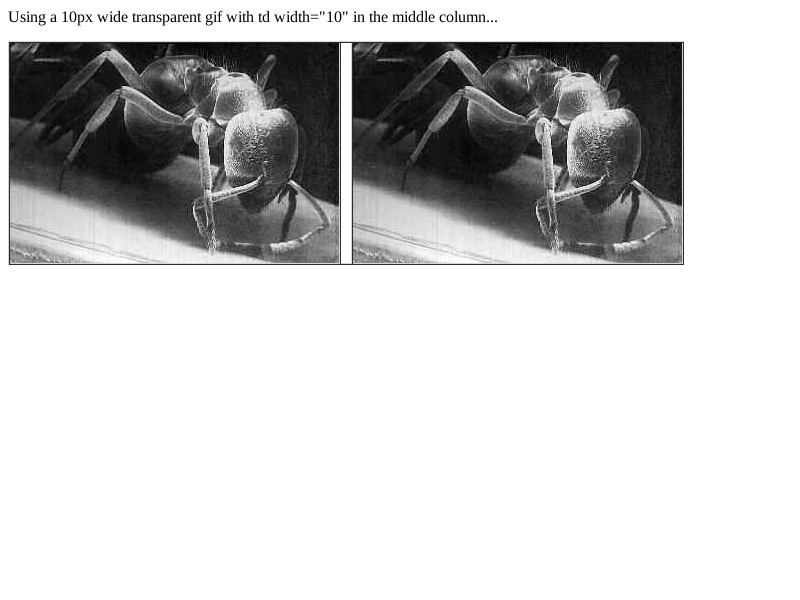 Using a 10px wide transparent gif with td width="10" in the middle column...